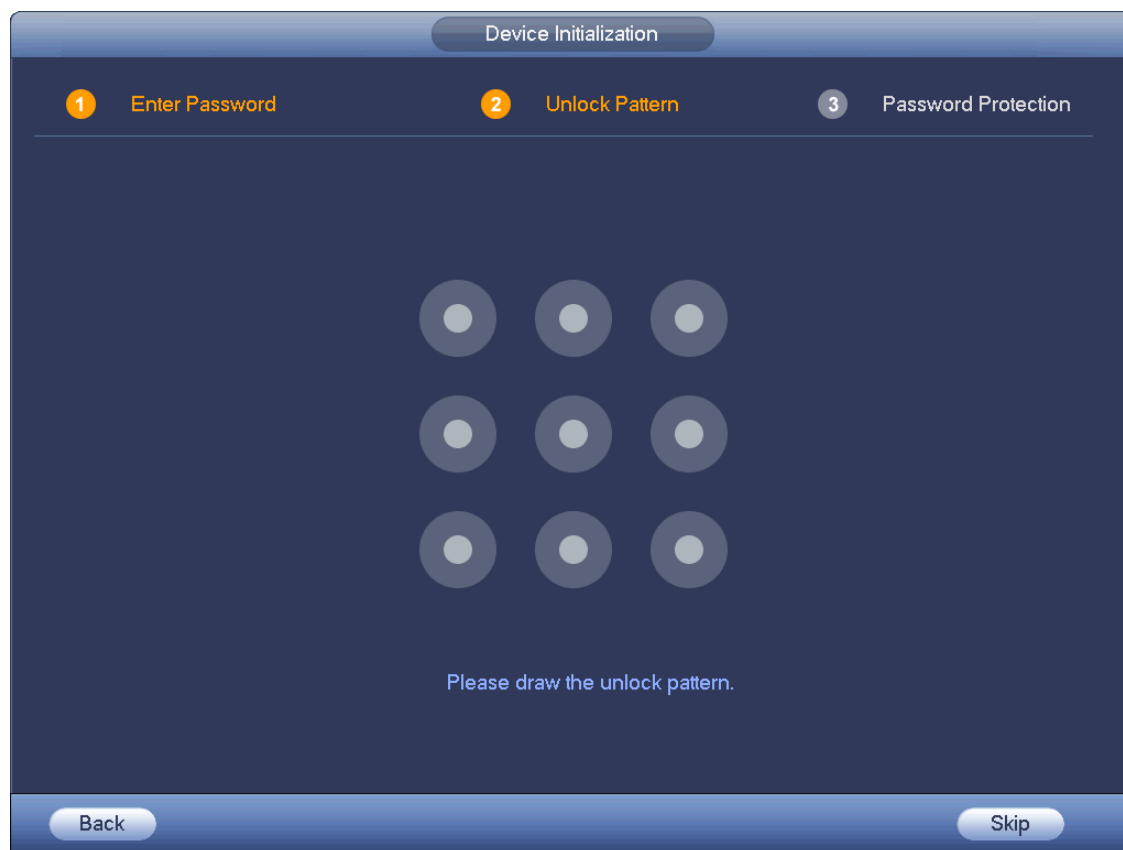 Device Initialization
1 Enter Password 2 Unlock Pattern 3 Password Protection
Please draw the unlock pattern.
Back Skip